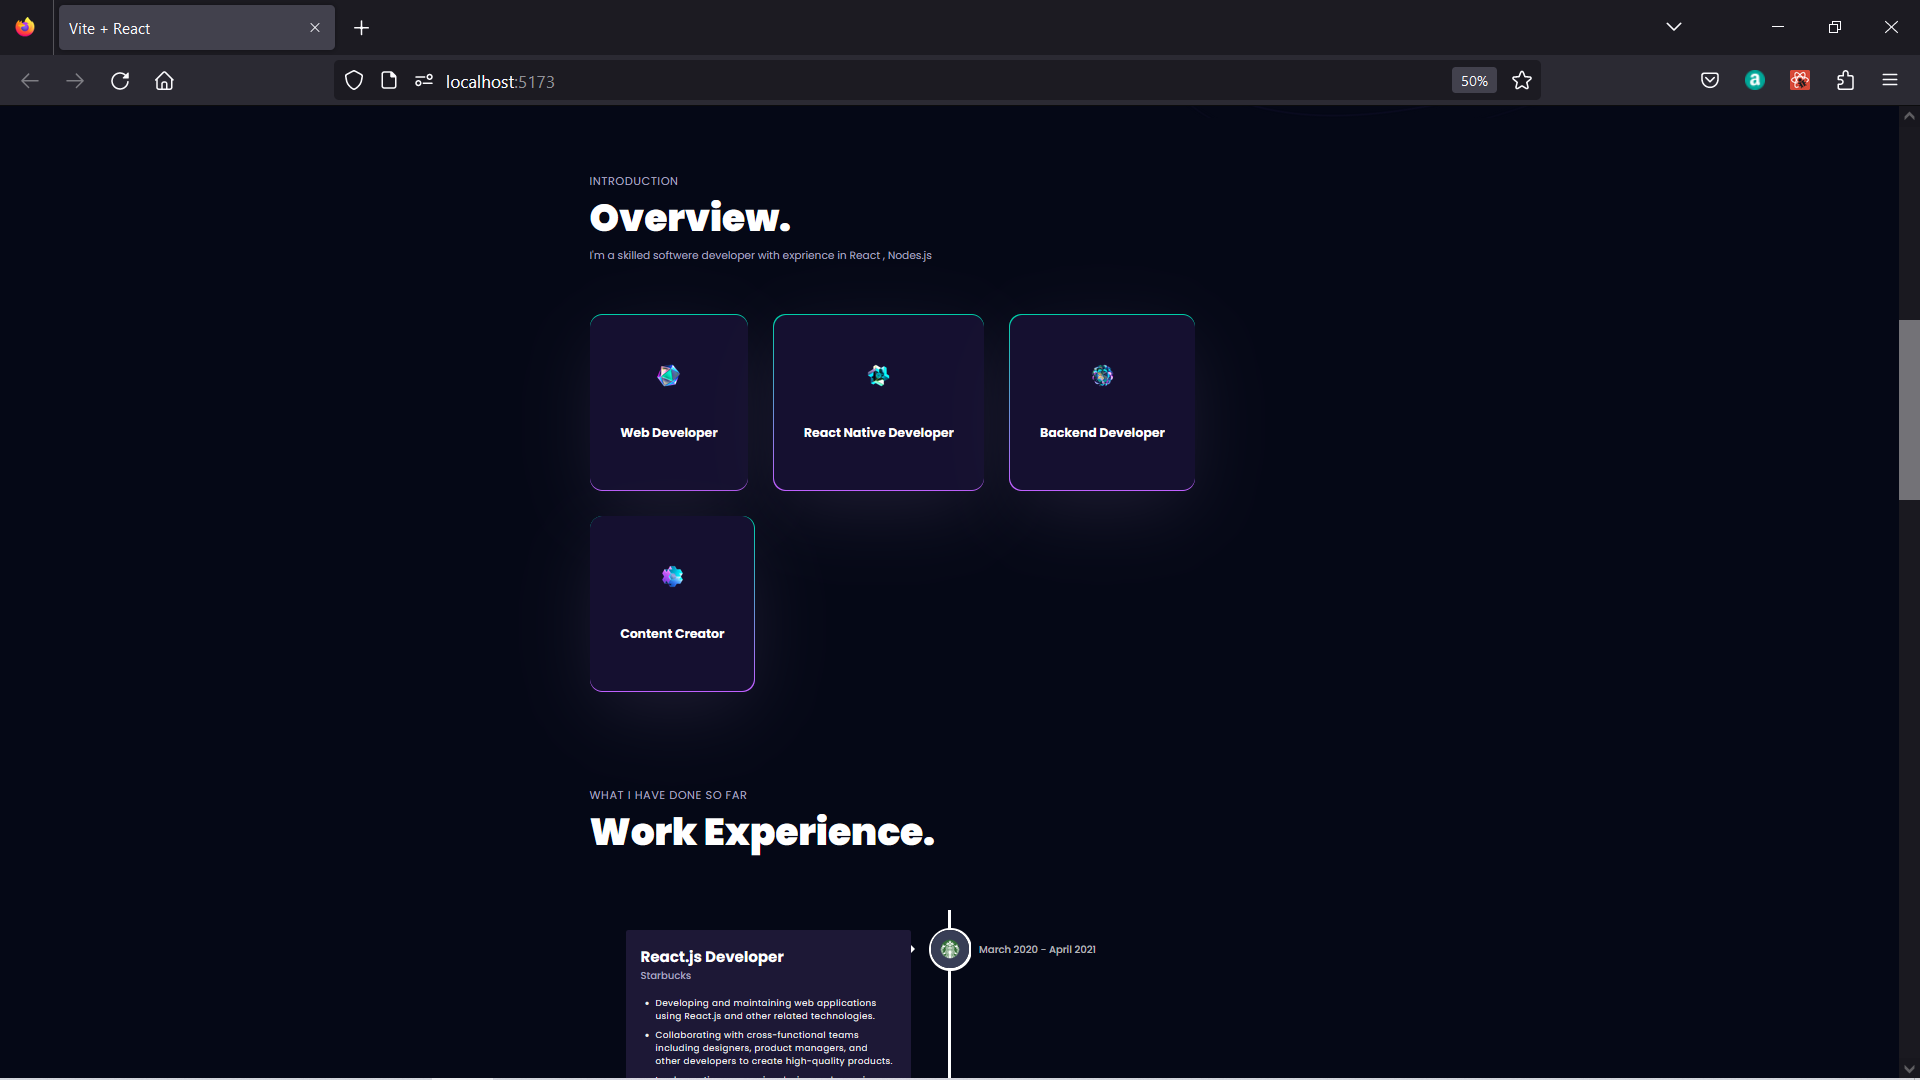 Vite + React
localhost:5173
50%
INTRODUCTION
Overview.
I'm a skilled softwere developer with exprience in React , Nodes.js
Web Developer
React Native Developer
Backend Developer
Content Creator
WHAT I HAVE DONE SO FAR
Work Experience.
React.js Developer
Starbucks
March 2020 - April 2021
• Developing and maintaining web applications
using React.js and other related technologies.
• Collaborating with cross-functional teams
including designers, product managers, and
other developers to create high-quality products.